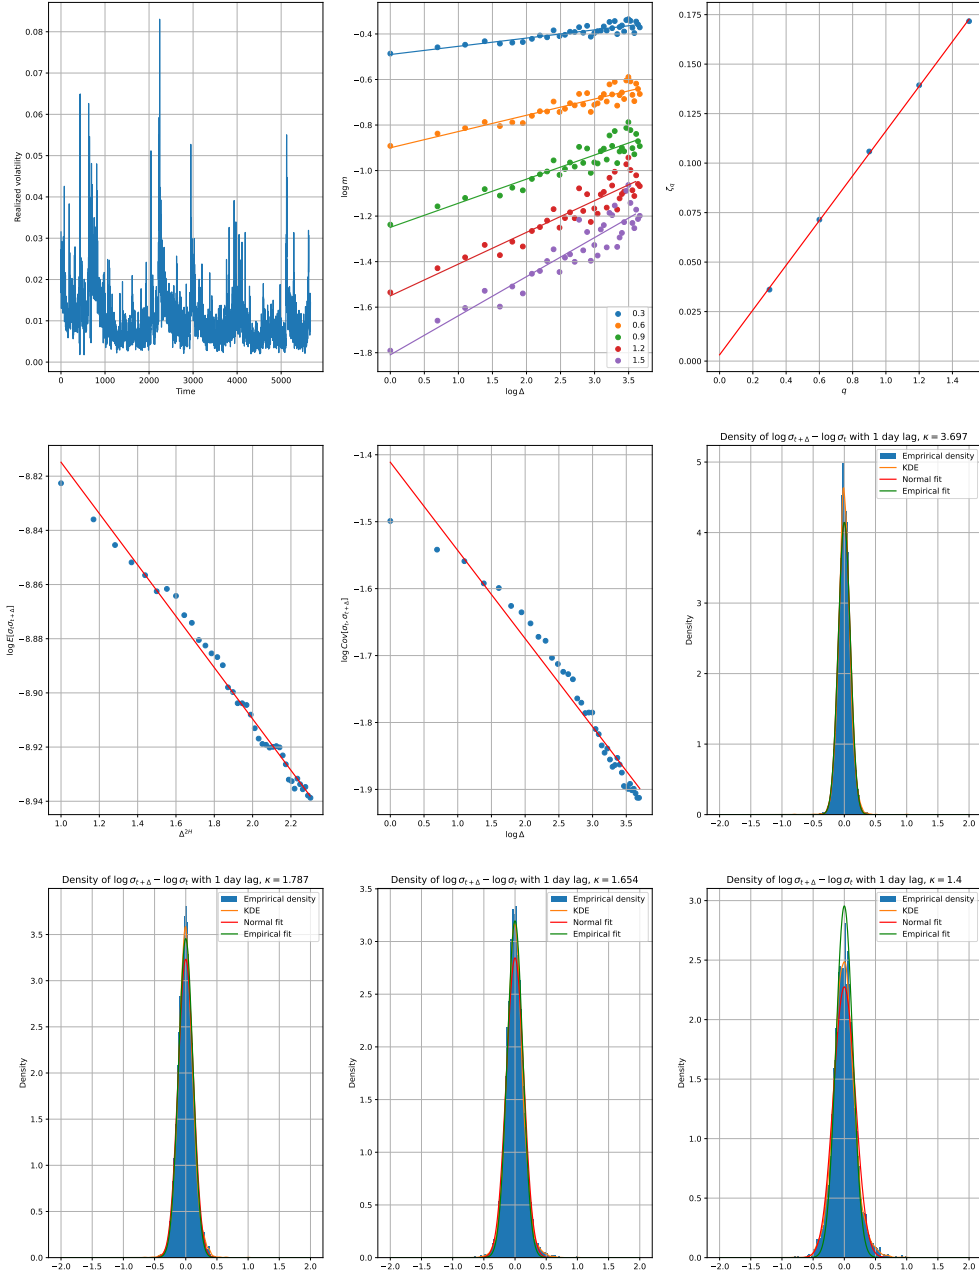 0.08
0.07
0.06
0.05
0.04
0.03
0.02
0.01
0.00
Realized volatility
0 1000 2000 3000 4000 5000
Time
−0.4
−0.6
−0.8
−1.0
−1.2
−1.4
−1.6
−1.8
log m
0.3
0.6
0.9
1.2
1.5
0.0 0.5 1.0 1.5 2.0 2.5 3.0 3.5
log Δ
0.175
0.150
0.125
0.100
0.075
0.050
0.025
0.000
ζq
0.0 0.2 0.4 0.6 0.8 1.0 1.2 1.4
q
−8.82
−8.84
−8.86
−8.88
−8.90
−8.92
−8.94
log E[σtσt+Δ]
1.0 1.2 1.4 1.6 1.8 2.0 2.2
Δ2H
−1.4
−1.5
−1.6
−1.7
−1.8
−1.9
log Cov[σt, σt+Δ]
0.0 0.5 1.0 1.5 2.0 2.5 3.0 3.5
log Δ
Density of log σt+Δ − log σt with 1 day lag, κ = 3.697
Emprirical density
KDE
Normal fit
Empirical fit
5
4
3
2
1
0
Density
−2.0 −1.5 −1.0 −0.5 0.0 0.5 1.0 1.5 2.0
Density of log σt+Δ − log σt with 1 day lag, κ = 1.787
Emprirical density
KDE
Normal fit
Empirical fit
3.5
3.0
2.5
2.0
1.5
1.0
0.5
0.0
Density
−2.0 −1.5 −1.0 −0.5 0.0 0.5 1.0 1.5 2.0
Density of log σt+Δ − log σt with 1 day lag, κ = 1.654
Emprirical density
KDE
Normal fit
Empirical fit
3.5
3.0
2.5
2.0
1.5
1.0
0.5
0.0
Density
−2.0 −1.5 −1.0 −0.5 0.0 0.5 1.0 1.5 2.0
Density of log σt+Δ − log σt with 1 day lag, κ = 1.4
Emprirical density
KDE
Normal fit
Empirical fit
3.0
2.5
2.0
1.5
1.0
0.5
0.0
Density
−2.0 −1.5 −1.0 −0.5 0.0 0.5 1.0 1.5 2.0